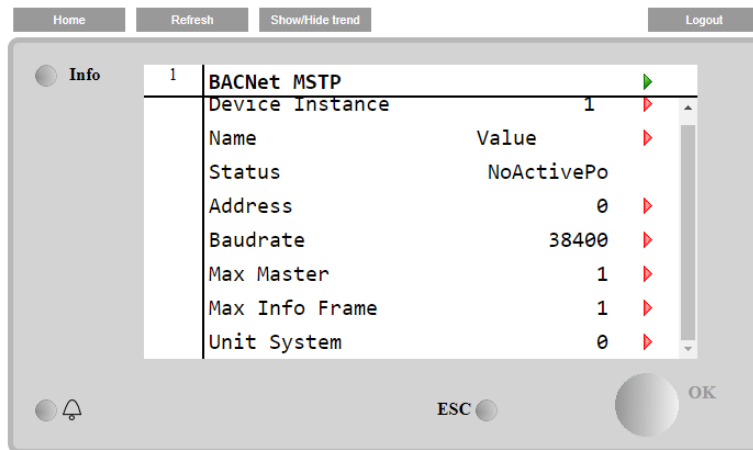 Home Refresh Show/Hide trend Logout
Info
1 BACNet MSTP
Device Instance 1
Name Value
Status NoActivePo
Address 0
Baudrate 38400
Max Master 1
Max Info Frame 1
Unit System 0
ESC
OK